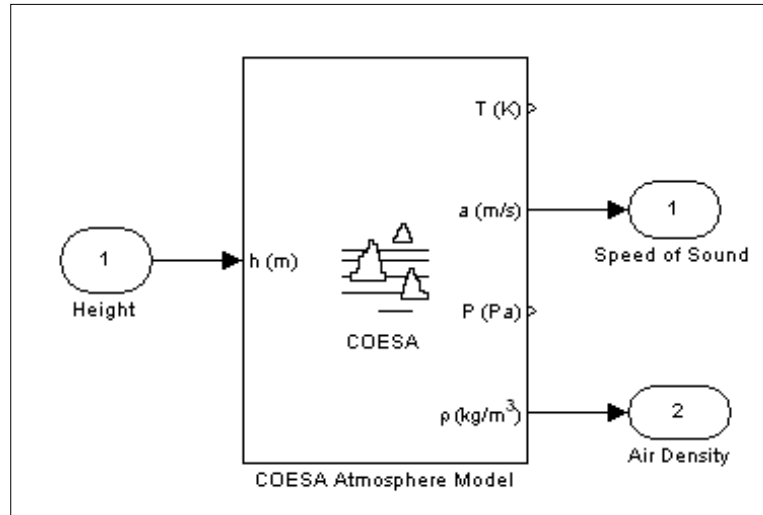 T (K)
a (m/s)
1
Speed of Sound
1
Height
h (m)
COESA
P (Pa)
ρ (kg/m³)
2
Air Density
COESA Atmosphere Model